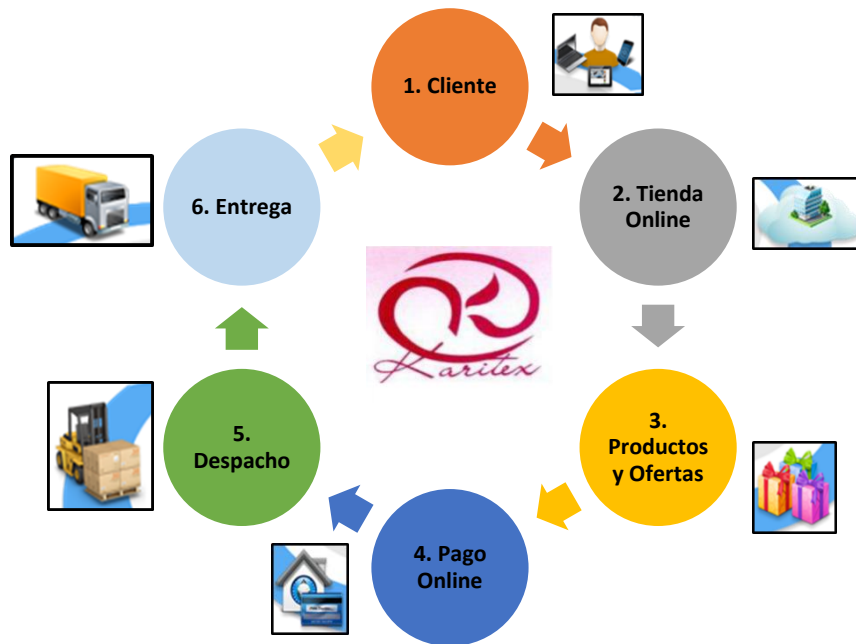 1. Cliente
2. Tienda
Online
3.
Productos
y Ofertas
4. Pago
Online
5.
Despacho
6. Entrega
Karitex